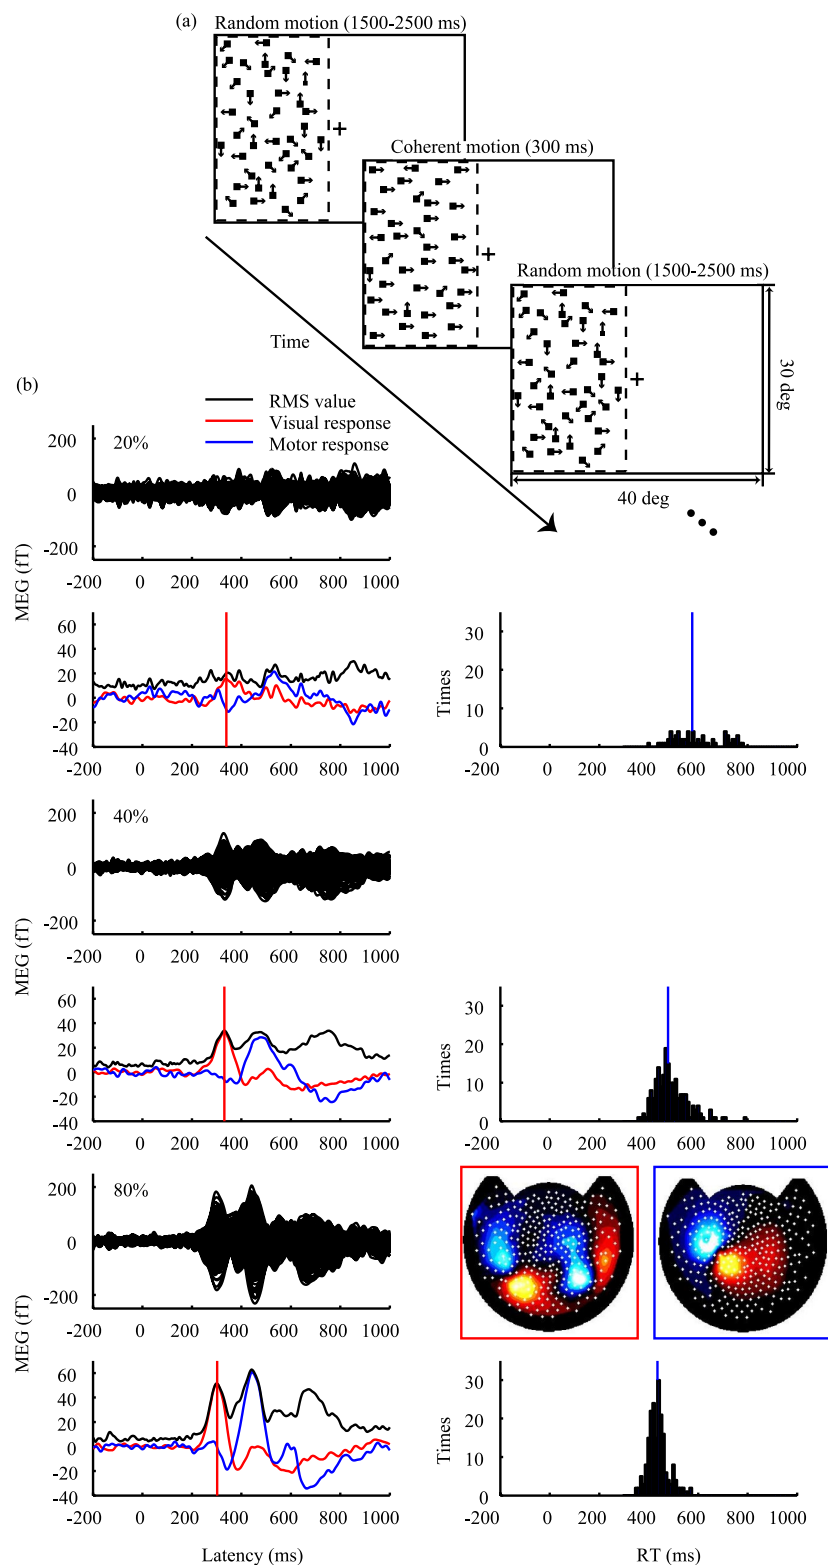 (a)
Random motion (1500-2500 ms)
Coherent motion (300 ms)
Random motion (1500-2500 ms)
Time
30 deg
40 deg
(b)
RMS value
Visual response
Motor response
20%
200
0
-200
-200 0 200 400 600 800 1000
MEG (fT)
60
40
20
0
-20
-40
-200 0 200 400 600 800 1000
Times
30
20
10
0
-200 0 200 400 600 800 1000
40%
200
0
-200
-200 0 200 400 600 800 1000
MEG (fT)
60
40
20
0
-20
-40
-200 0 200 400 600 800 1000
Times
30
20
10
0
-200 0 200 400 600 800 1000
80%
200
0
-200
-200 0 200 400 600 800 1000
MEG (fT)
60
40
20
0
-20
-40
-200 0 200 400 600 800 1000
Latency (ms)
Times
30
20
10
0
-200 0 200 400 600 800 1000
RT (ms)